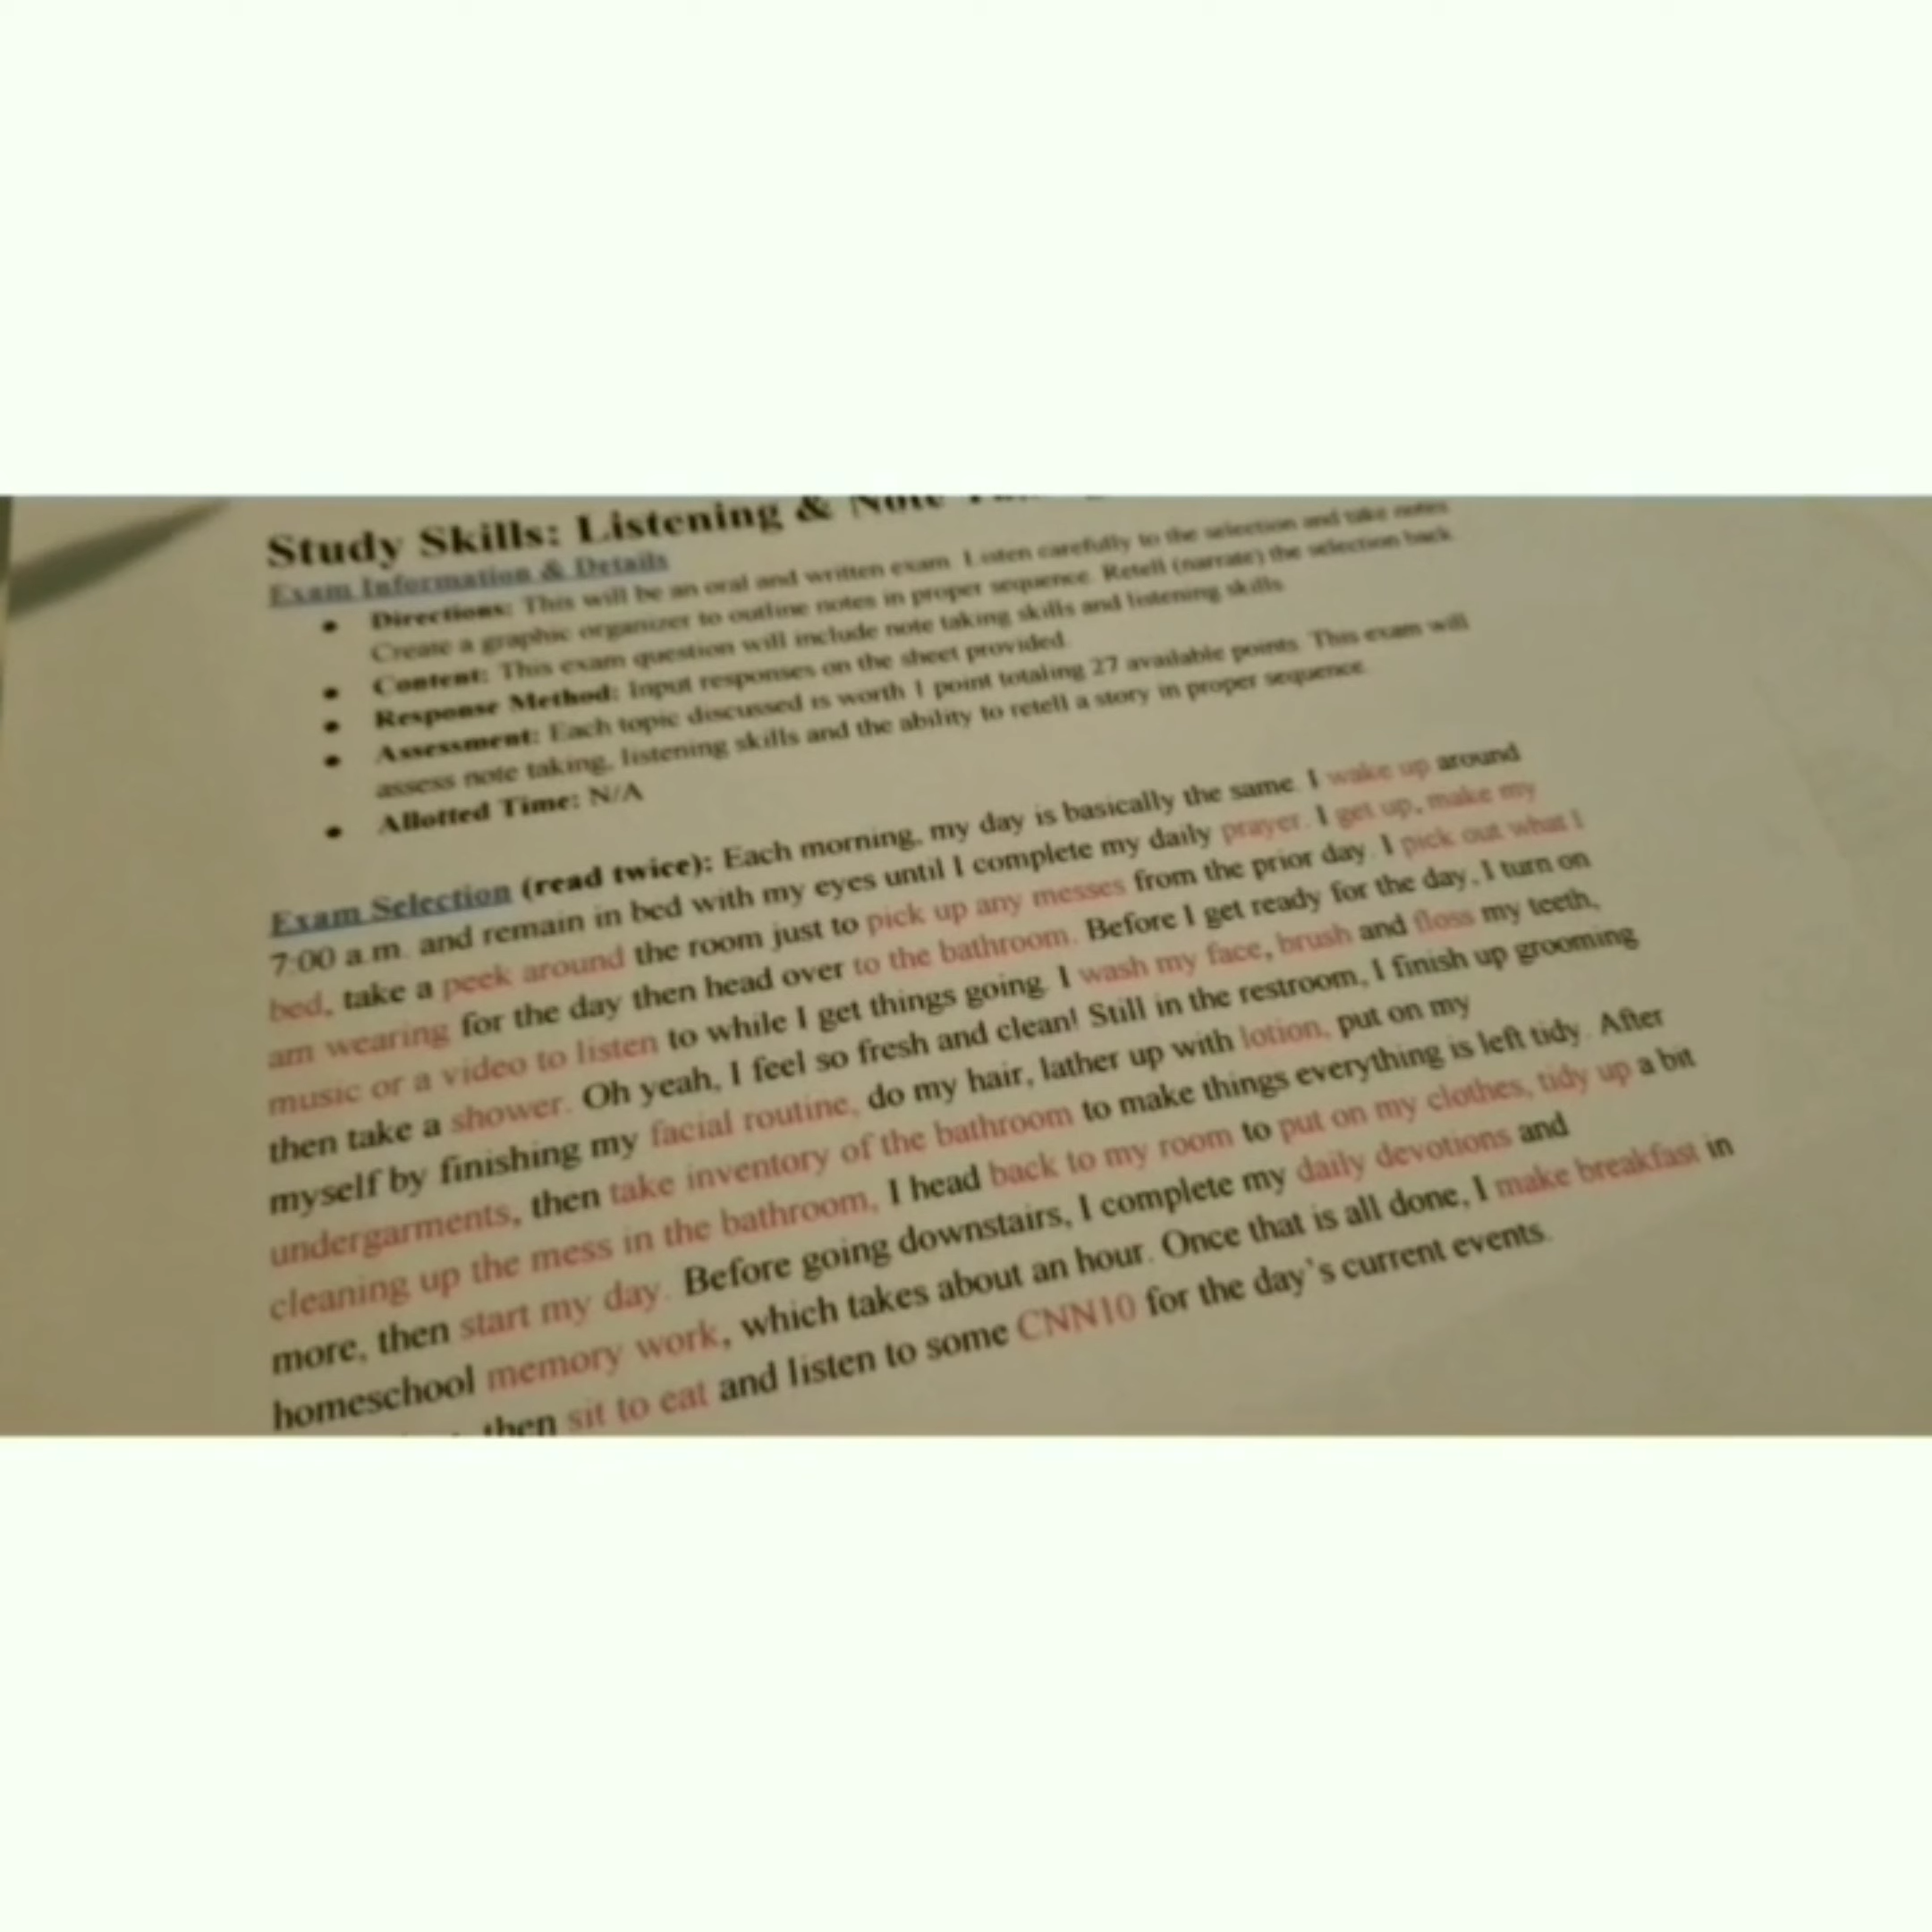 Study Skills: Listening & Note
Exam Information & Details
• Directions: This will be an oral and written exam. Listen carefully to the selection and take notes.
Create a graphic organizer to outline notes in proper sequence. Retell (narrate) the selection back.
• Content: This exam question will include note taking skills and listening skills.
• Response Method: Input responses on the sheet provided.
• Assessment: Each topic discussed is worth 1 point totaling 27 available points. This exam will
assess note taking, listening skills and the ability to retell a story in proper sequence.
• Allotted Time: N/A
Exam Selection (read twice): Each morning, my day is basically the same. I wake up around
7:00 a.m. and remain in bed with my eyes until I complete my daily prayer. I get up, make my
bed, take a peek around the room just to pick up any messes from the prior day. I pick out what I
am wearing for the day then head over to the bathroom. Before I get ready for the day, I turn on
music or a video to listen to while I get things going. I wash my face, brush and floss my teeth,
then take a shower. Oh yeah, I feel so fresh and clean! Still in the restroom, I finish up grooming
myself by finishing my facial routine, do my hair, lather up with lotion, put on my
undergarments, then take inventory of the bathroom to make things everything is left tidy. After
cleaning up the mess in the bathroom, I head back to my room to put on my clothes, tidy up a bit
more, then start my day. Before going downstairs, I complete my daily devotions and
homeschool memory work, which takes about an hour. Once that is all done, I make breakfast in
then sit to eat and listen to some CNN10 for the day's current events.